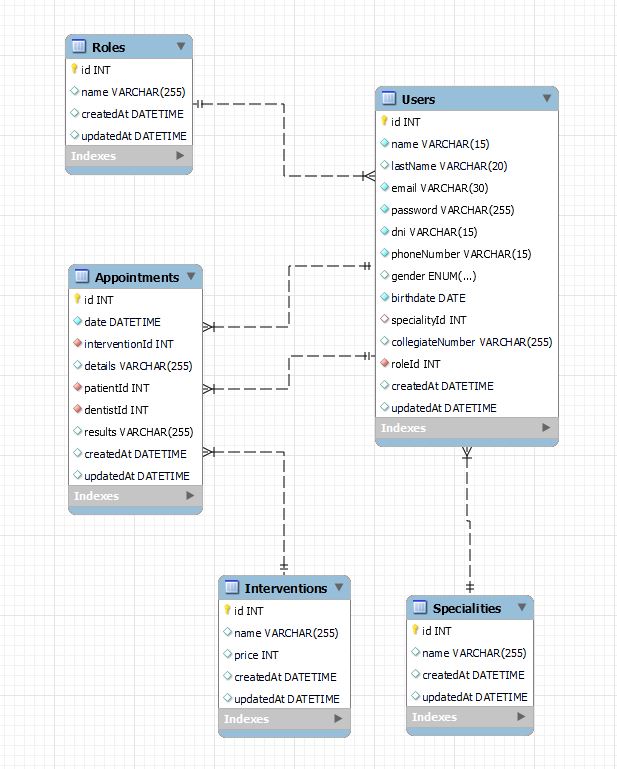 Roles
id INT
name VARCHAR(255)
createdAt DATETIME
updatedAt DATETIME
Indexes
Users
id INT
name VARCHAR(15)
lastName VARCHAR(20)
email VARCHAR(30)
password VARCHAR(255)
dni VARCHAR(15)
phoneNumber VARCHAR(15)
gender ENUM(...)
birthdate DATE
specialityId INT
collegiateNumber VARCHAR(255)
roleId INT
createdAt DATETIME
updatedAt DATETIME
Indexes
Appointments
id INT
date DATETIME
interventionId INT
details VARCHAR(255)
patientId INT
dentistId INT
results VARCHAR(255)
createdAt DATETIME
updatedAt DATETIME
Indexes
Interventions
id INT
name VARCHAR(255)
price INT
createdAt DATETIME
updatedAt DATETIME
Indexes
Specialities
id INT
name VARCHAR(255)
createdAt DATETIME
updatedAt DATETIME
Indexes